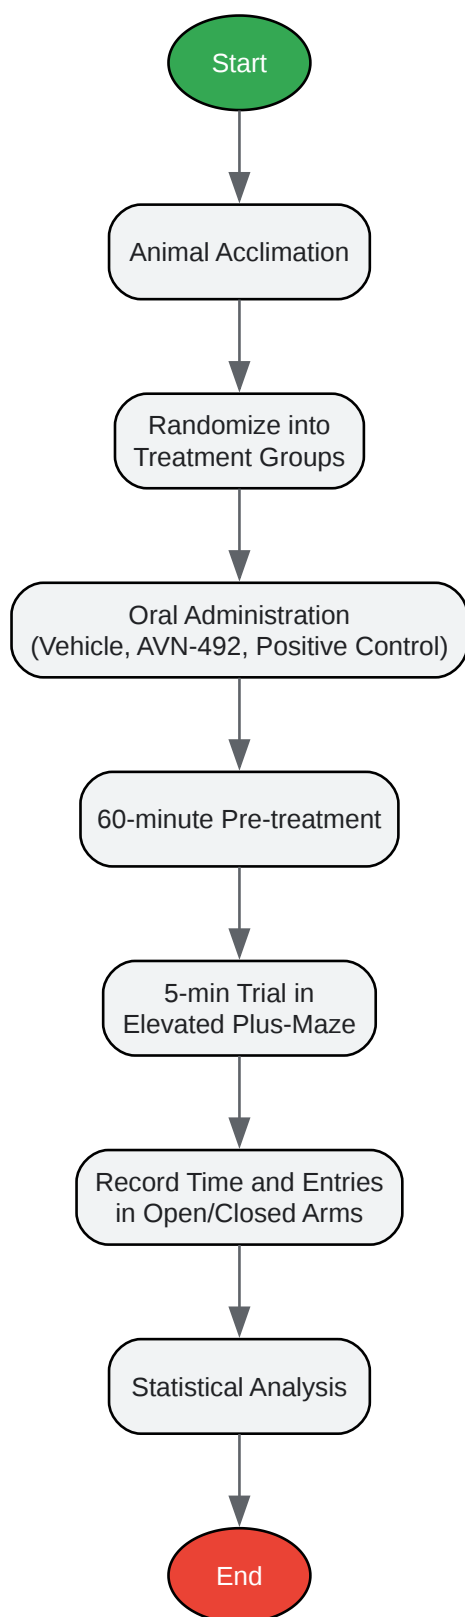 Start
Animal Acclimation
Randomize into
Treatment Groups
Oral Administration
(Vehicle, AVN-492, Positive Control)
60-minute Pre-treatment
5-min Trial in
Elevated Plus-Maze
Record Time and Entries
in Open/Closed Arms
Statistical Analysis
End